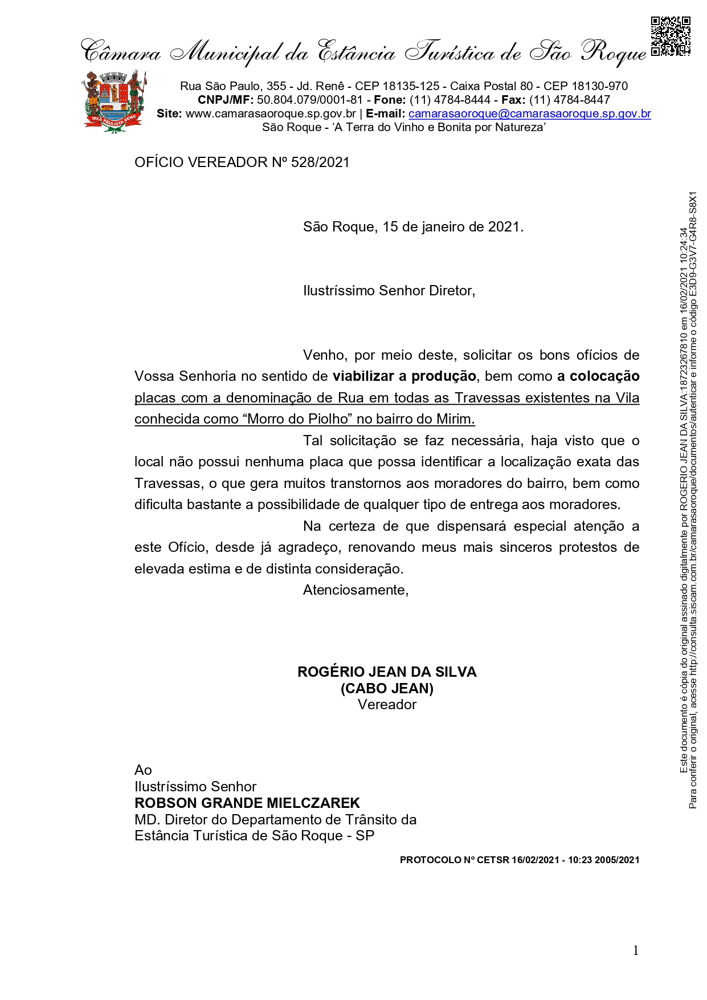 Câmara Municipal da Estância Turística de São Roque
Rua São Paulo, 355 - Jd. Renê - CEP 18135-125 - Caixa Postal 80 - CEP 18130-970
CNPJ/MF: 50.804.079/0001-81 - Fone: (11) 4784-8444 - Fax: (11) 4784-8447
Site: www.camarasaoroque.sp.gov.br | E-mail: camarasaoroque@camarasaoroque.sp.gov.br
São Roque - ‘A Terra do Vinho e Bonita por Natureza’
MEA PAULISTA GENS
OFÍCIO VEREADOR Nº 528/2021
São Roque, 15 de janeiro de 2021.
Ilustríssimo Senhor Diretor,
Venho, por meio deste, solicitar os bons ofícios de
Vossa Senhoria no sentido de viabilizar a produção, bem como a colocação
placas com a denominação de Rua em todas as Travessas existentes na Vila
conhecida como “Morro do Piolho” no bairro do Mirim.
Tal solicitação se faz necessária, haja visto que o
local não possui nenhuma placa que possa identificar a localização exata das
Travessas, o que gera muitos transtornos aos moradores do bairro, bem como
dificulta bastante a possibilidade de qualquer tipo de entrega aos moradores.
Na certeza de que dispensará especial atenção a
este Ofício, desde já agradeço, renovando meus mais sinceros protestos de
elevada estima e de distinta consideração.
Atenciosamente,
ROGÉRIO JEAN DA SILVA
(CABO JEAN)
Vereador
Ao
Ilustríssimo Senhor
ROBSON GRANDE MIELCZAREK
MD. Diretor do Departamento de Trânsito da
Estância Turística de São Roque - SP
PROTOCOLO Nº CETSR 16/02/2021 - 10:23 2005/2021
1
Este documento é cópia do original assinado digitalmente por ROGERIO JEAN DA SILVA:18723267810 em 16/02/2021 10:24:34
Para conferir o original, acesse http://consulta.siscam.com.br/camarasaoroque/documentos/autenticar e informe o código E3D9-G3V7-G4R8-S8X1